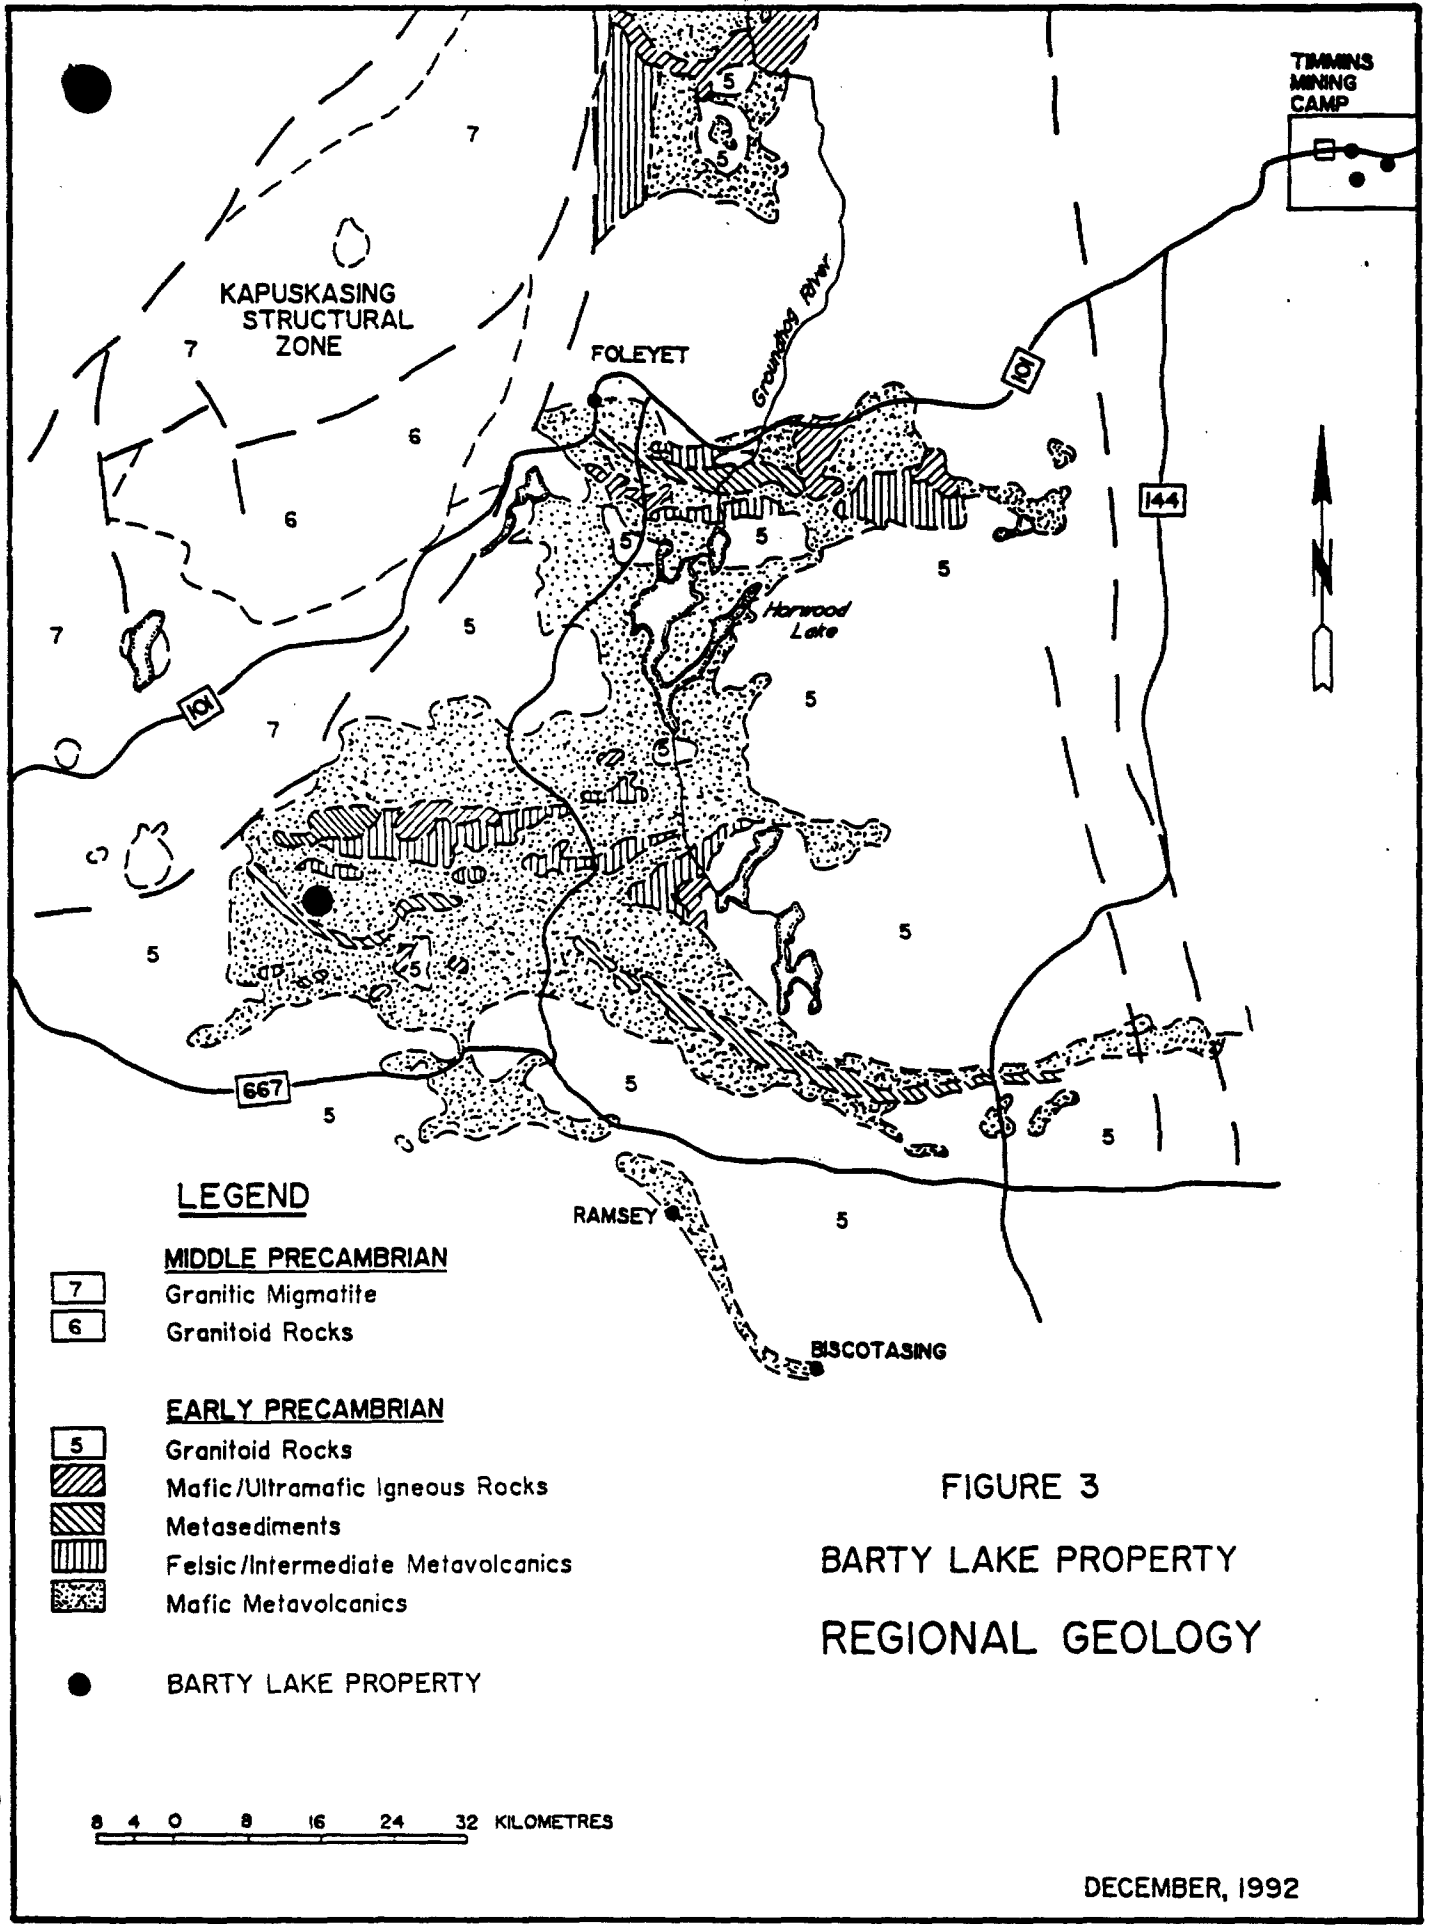 TIMMINS
MINING
CAMP
7
5
5
KAPUSKASING
STRUCTURAL
ZONE
Groundhog River
7
FOLEYET
101
6
144
6
5
5
5
N
Horwood
Lake
7
5
5
101
7
5
5
5
5
667
5
5
5
5
LEGEND
RAMSEY
MIDDLE PRECAMBRIAN
7 Granitic Migmatite
6 Granitoid Rocks
BISCOTASING
EARLY PRECAMBRIAN
5 Granitoid Rocks
Mafic/Ultramafic Igneous Rocks
Metasediments
Felsic/Intermediate Metavolcanics
Mafic Metavolcanics
BARTY LAKE PROPERTY
FIGURE 3
BARTY LAKE PROPERTY
REGIONAL GEOLOGY
8 4 0 8 16 24 32 KILOMETRES
DECEMBER, 1992